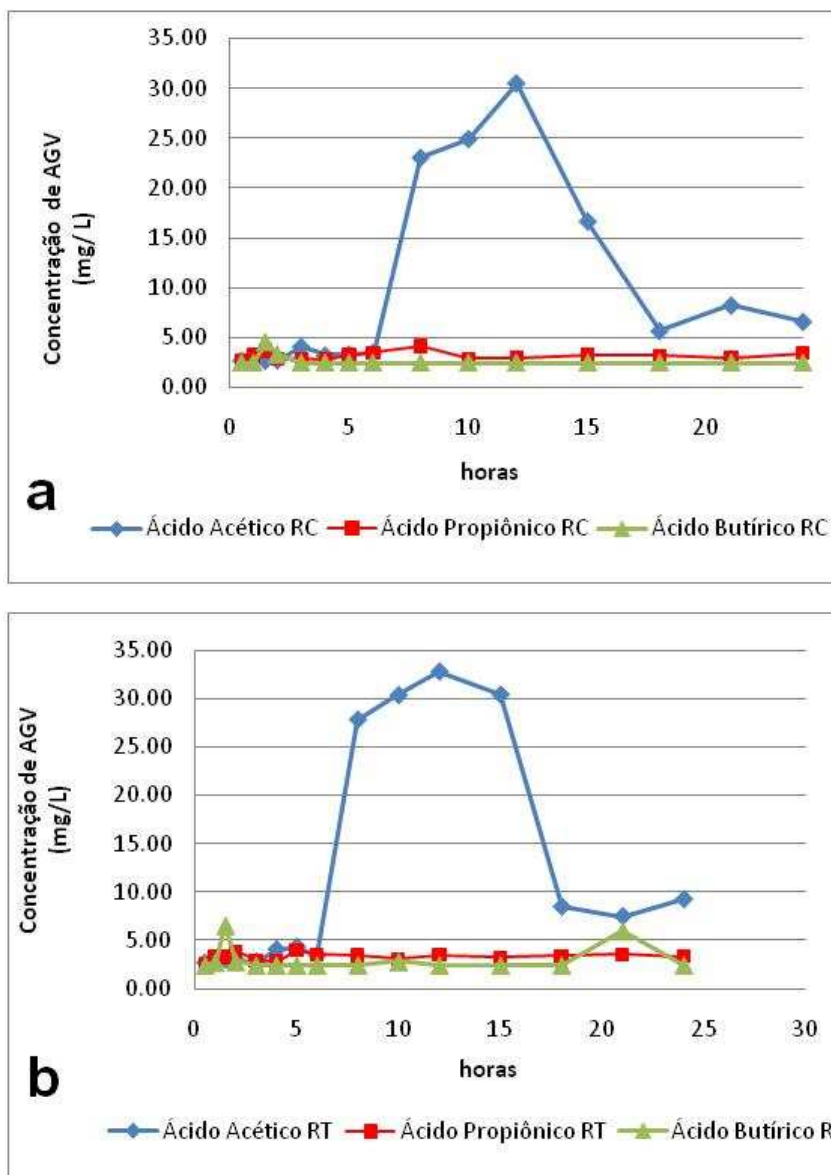 35.00
30.00
25.00
20.00
15.00
10.00
5.00
0.00
Concentração de AGV
(mg/ L)
0 5 10 15 20
horas
a
Ácido Acético RC Ácido Propiônico RC Ácido Butírico RC
35.00
30.00
25.00
20.00
15.00
10.00
5.00
0.00
Concentração de AGV
(mg/L)
0 5 10 15 20 25 30
horas
b
Ácido Acético RT Ácido Propiônico RT Ácido Butírico R